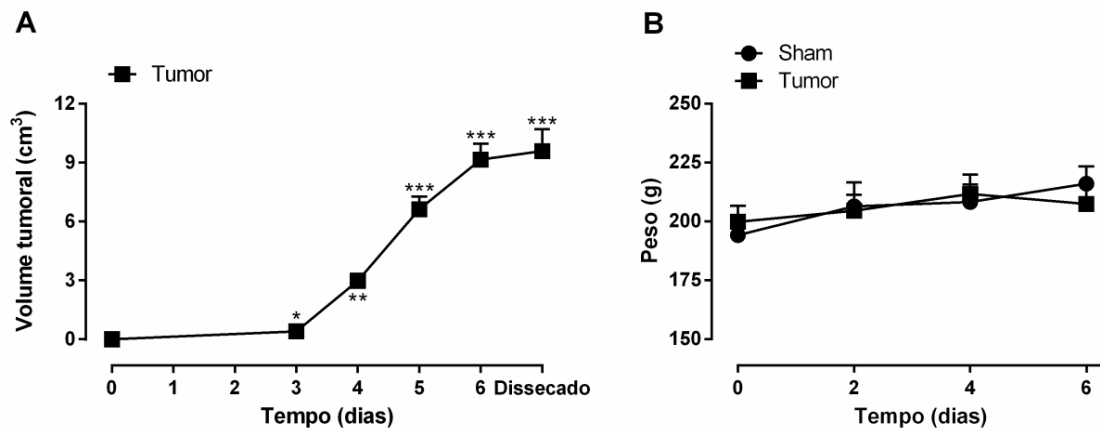 A
Tumor
Volume tumoral (cm³)
12
9
6
3
0
*
**
***
***
***
0 1 2 3 4 5 6 Dissecado
Tempo (dias)
B
Sham
Tumor
Peso (g)
250
225
200
175
150
0 2 4 6
Tempo (dias)